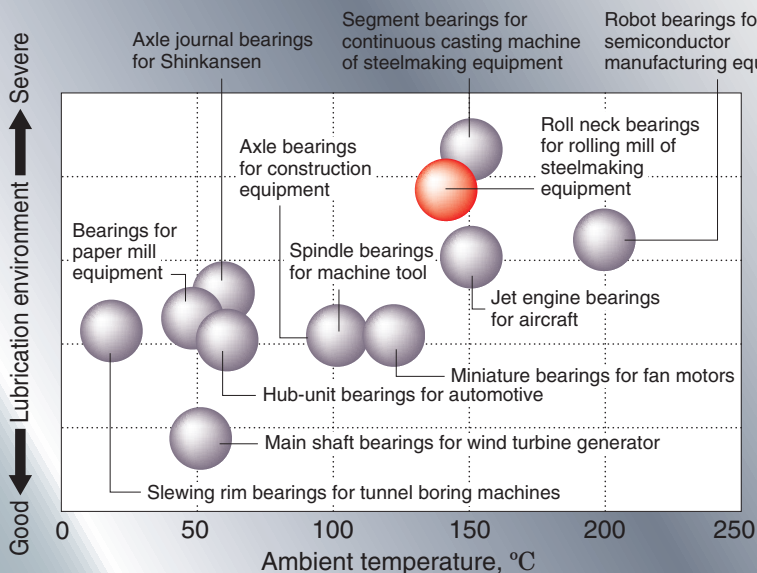 Axle journal bearings
for Shinkansen
Segment bearings for
continuous casting machine
of steelmaking equipment
Robot bearings fo
semiconductor
manufacturing equ
Severe
Lubrication environment
Good
Axle bearings
for construction
equipment
Roll neck bearings
for rolling mill of
steelmaking
equipment
Bearings for
paper mill
equipment
Spindle bearings
for machine tool
Jet engine bearings
for aircraft
Miniature bearings for fan motors
Hub-unit bearings for automotive
Main shaft bearings for wind turbine generator
Slewing rim bearings for tunnel boring machines
0 50 100 150 200 250
Ambient temperature, °C